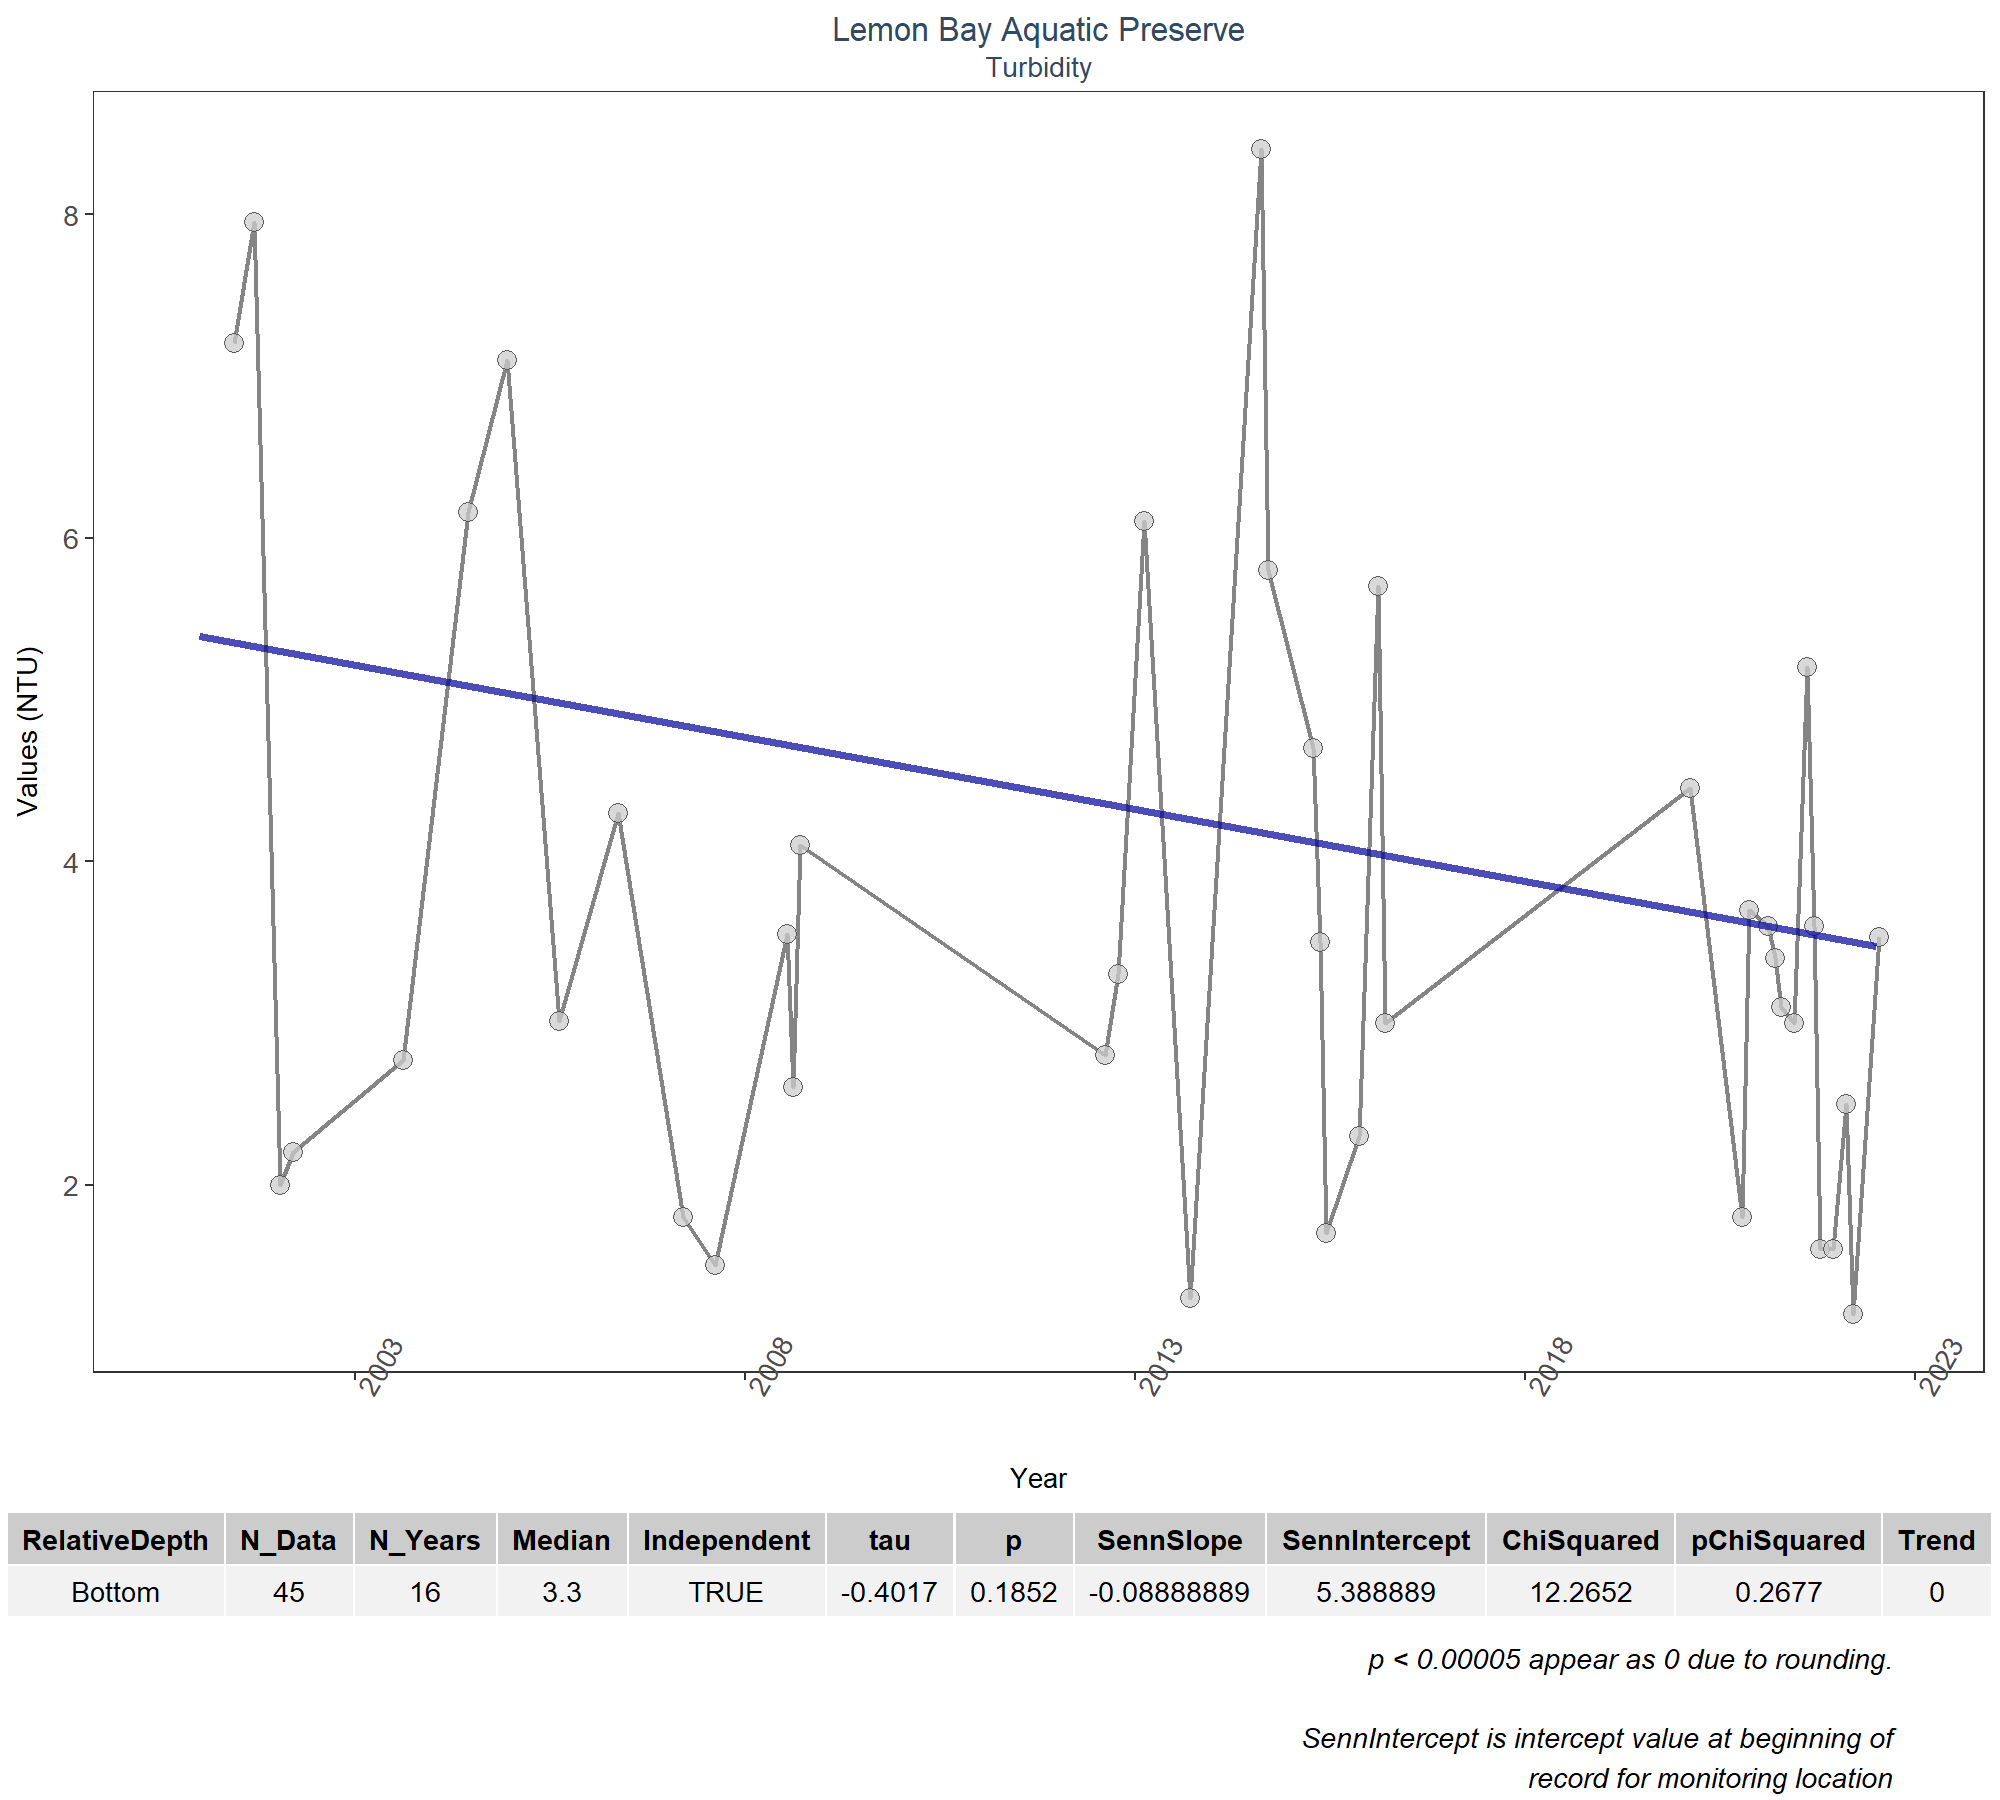 Lemon Bay Aquatic Preserve
Turbidity
Values (NTU)
8
6
4
2
2003
2008
2013
2018
2023
Year
RelativeDepth N_Data N_Years Median Independent tau p SennSlope SennIntercept ChiSquared pChiSquared Trend
Bottom 45 16 3.3 TRUE -0.4017 0.1852 -0.08888889 5.388889 12.2652 0.2677 0
p < 0.00005 appear as 0 due to rounding.
SennIntercept is intercept value at beginning of
record for monitoring location